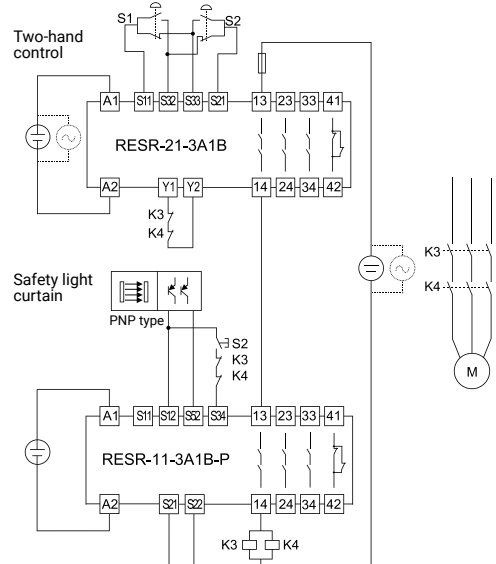 Two-hand
control
S1 S2
A1 S11 S32 S33 S21 13 23 33 41
RESR-21-3A1B
A2 Y1 Y2 14 24 34 42
K3
K4
K3
K4
M
Safety light
curtain
PNP type
S2
K3
K4
A1 S11 S12 S52 S34 13 23 33 41
RESR-11-3A1B-P
A2 S21 S22 14 24 34 42
K3 K4